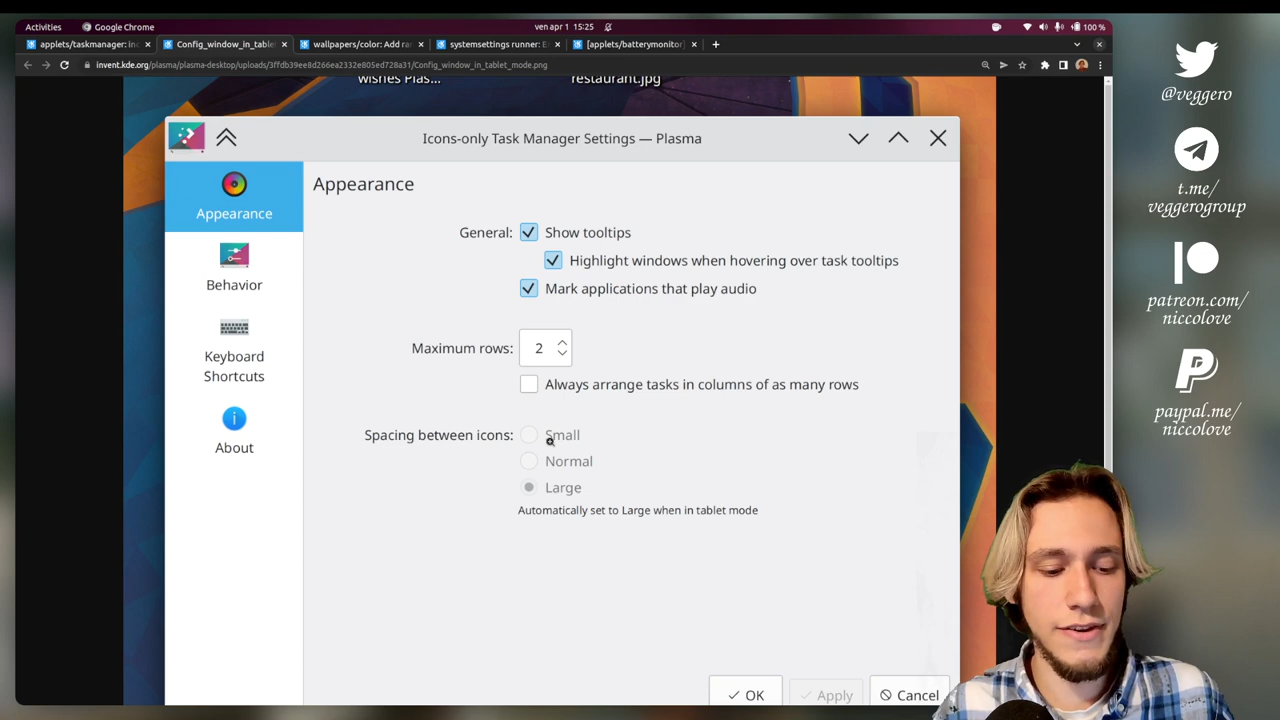 Activities
Google Chrome
ven apr 1 15:25
100 %
applets/taskmanager: inc
Config_window_in_table
wallpapers/color: Add ra
systemsettings runner: E
[applets/batterymonitor]
invent.kde.org/plasma/plasma-desktop/uploads/3ffdb39ee8d266ea2332e805ed728a31/Config_window_in_tablet_mode.png
wishes Plas...
restaurant.jpg
Icons-only Task Manager Settings — Plasma
Appearance
Behavior
Keyboard
Shortcuts
About
Appearance
General:
Show tooltips
Highlight windows when hovering over task tooltips
Mark applications that play audio
Maximum rows:
2
Always arrange tasks in columns of as many rows
Spacing between icons:
Small
Normal
Large
Automatically set to Large when in tablet mode
OK
Apply
Cancel
@veggero
t.me/
veggerogroup
patreon.com/
niccolove
paypal.me/
niccolove